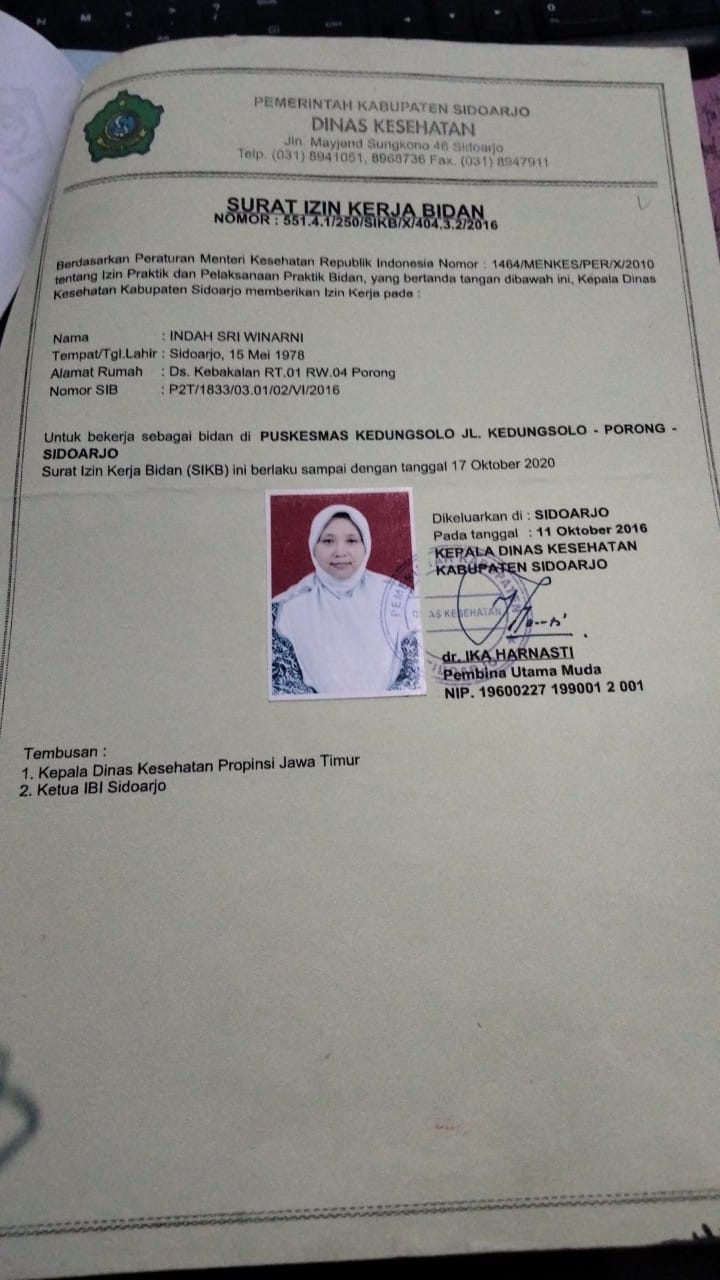 PEMERINTAH KABUPATEN SIDOARJO
DINAS KESEHATAN
Jln. Mayjend Sungkono 46 Sidoarjo
Telp. (031) 8941051, 8968736 Fax. (031) 8947911
SURAT IZIN KERJA BIDAN
NOMOR : 551.4.1/250/SIKB/X/404.3.2/2016
Berdasarkan Peraturan Menteri Kesehatan Republik Indonesia Nomor : 1464/MENKES/PER/X/2010
tentang Izin Praktik dan Pelaksanaan Praktik Bidan, yang bertanda tangan dibawah ini, Kepala Dinas
Kesehatan Kabupaten Sidoarjo memberikan Izin Kerja pada :
Nama : INDAH SRI WINARNI
Tempat/Tgl.Lahir : Sidoarjo, 15 Mei 1978
Alamat Rumah : Ds. Kebakalan RT.01 RW.04 Porong
Nomor SIB : P2T/1833/03.01/02/VI/2016
Untuk bekerja sebagai bidan di PUSKESMAS KEDUNGSOLO JL. KEDUNGSOLO - PORONG -
SIDOARJO
Surat Izin Kerja Bidan (SIKB) ini berlaku sampai dengan tanggal 17 Oktober 2020
Dikeluarkan di : SIDOARJO
Pada tanggal : 11 Oktober 2016
KEPALA DINAS KESEHATAN
KABUPATEN SIDOARJO
DINAS KESEHATAN
dr. IKA HARNASTI
Pembina Utama Muda
NIP. 19600227 199001 2 001
Tembusan :
1. Kepala Dinas Kesehatan Propinsi Jawa Timur
2. Ketua IBI Sidoarjo